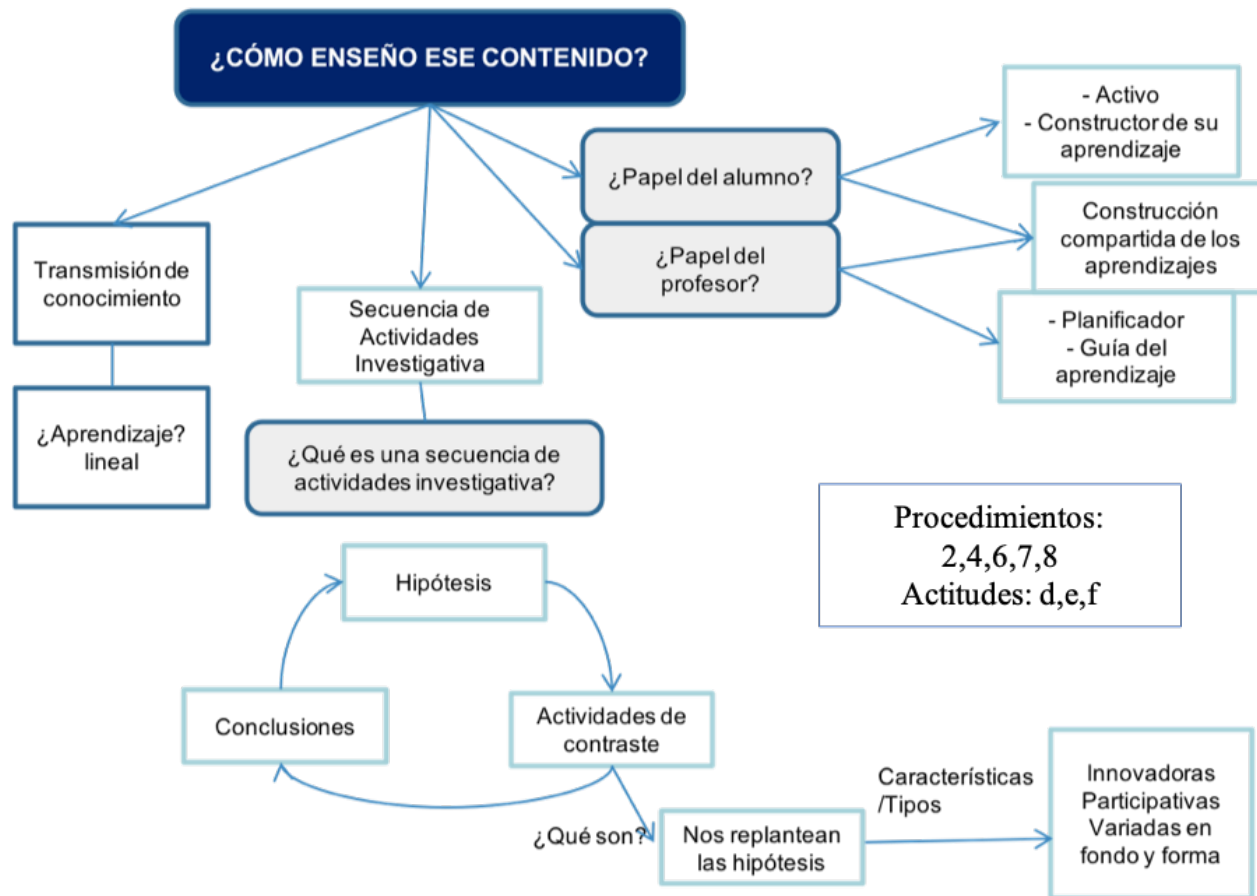 ¿CÓMO ENSEÑO ESE CONTENIDO?
- Activo
- Constructor de su
aprendizaje
¿Papel del alumno?
Construcción
compartida de los
aprendizajes
¿Papel del
profesor?
- Planificador
- Guía del
aprendizaje
Transmisión de
conocimiento
Secuencia de
Actividades
Investigativa
¿Aprendizaje?
lineal
¿Qué es una secuencia de
actividades investigativa?
Procedimientos:
2,4,6,7,8
Actitudes: d,e,f
Hipótesis
Conclusiones
Actividades de
contraste
¿Qué son?
Nos replantean
las hipótesis
Características
/Tipos
Innovadoras
Participativas
Variadas en
fondo y forma